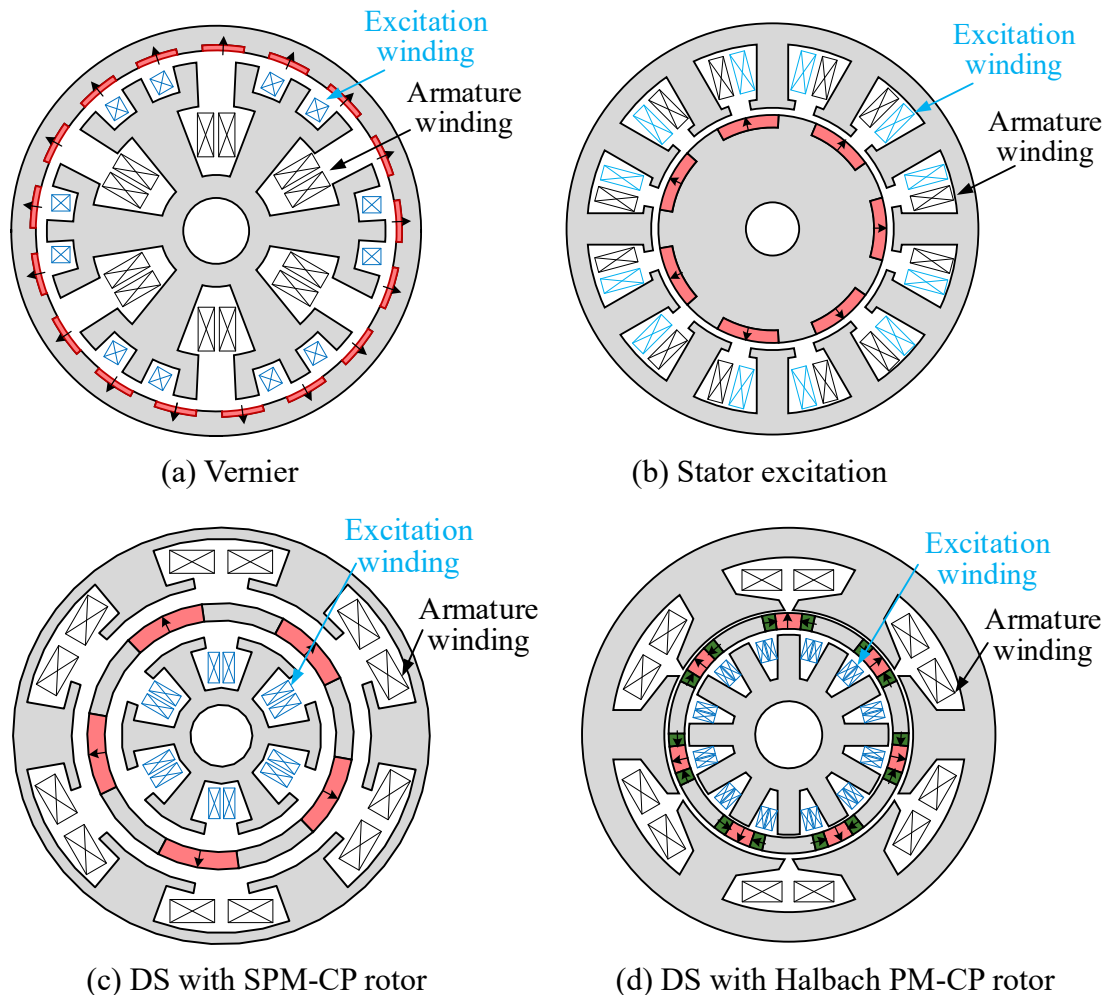 Excitation
winding
Armature
winding
Excitation
winding
Armature
winding
(a) Vernier
(b) Stator excitation
Excitation
winding
Armature
winding
Excitation
winding
Armature
winding
(c) DS with SPM-CP rotor
(d) DS with Halbach PM-CP rotor